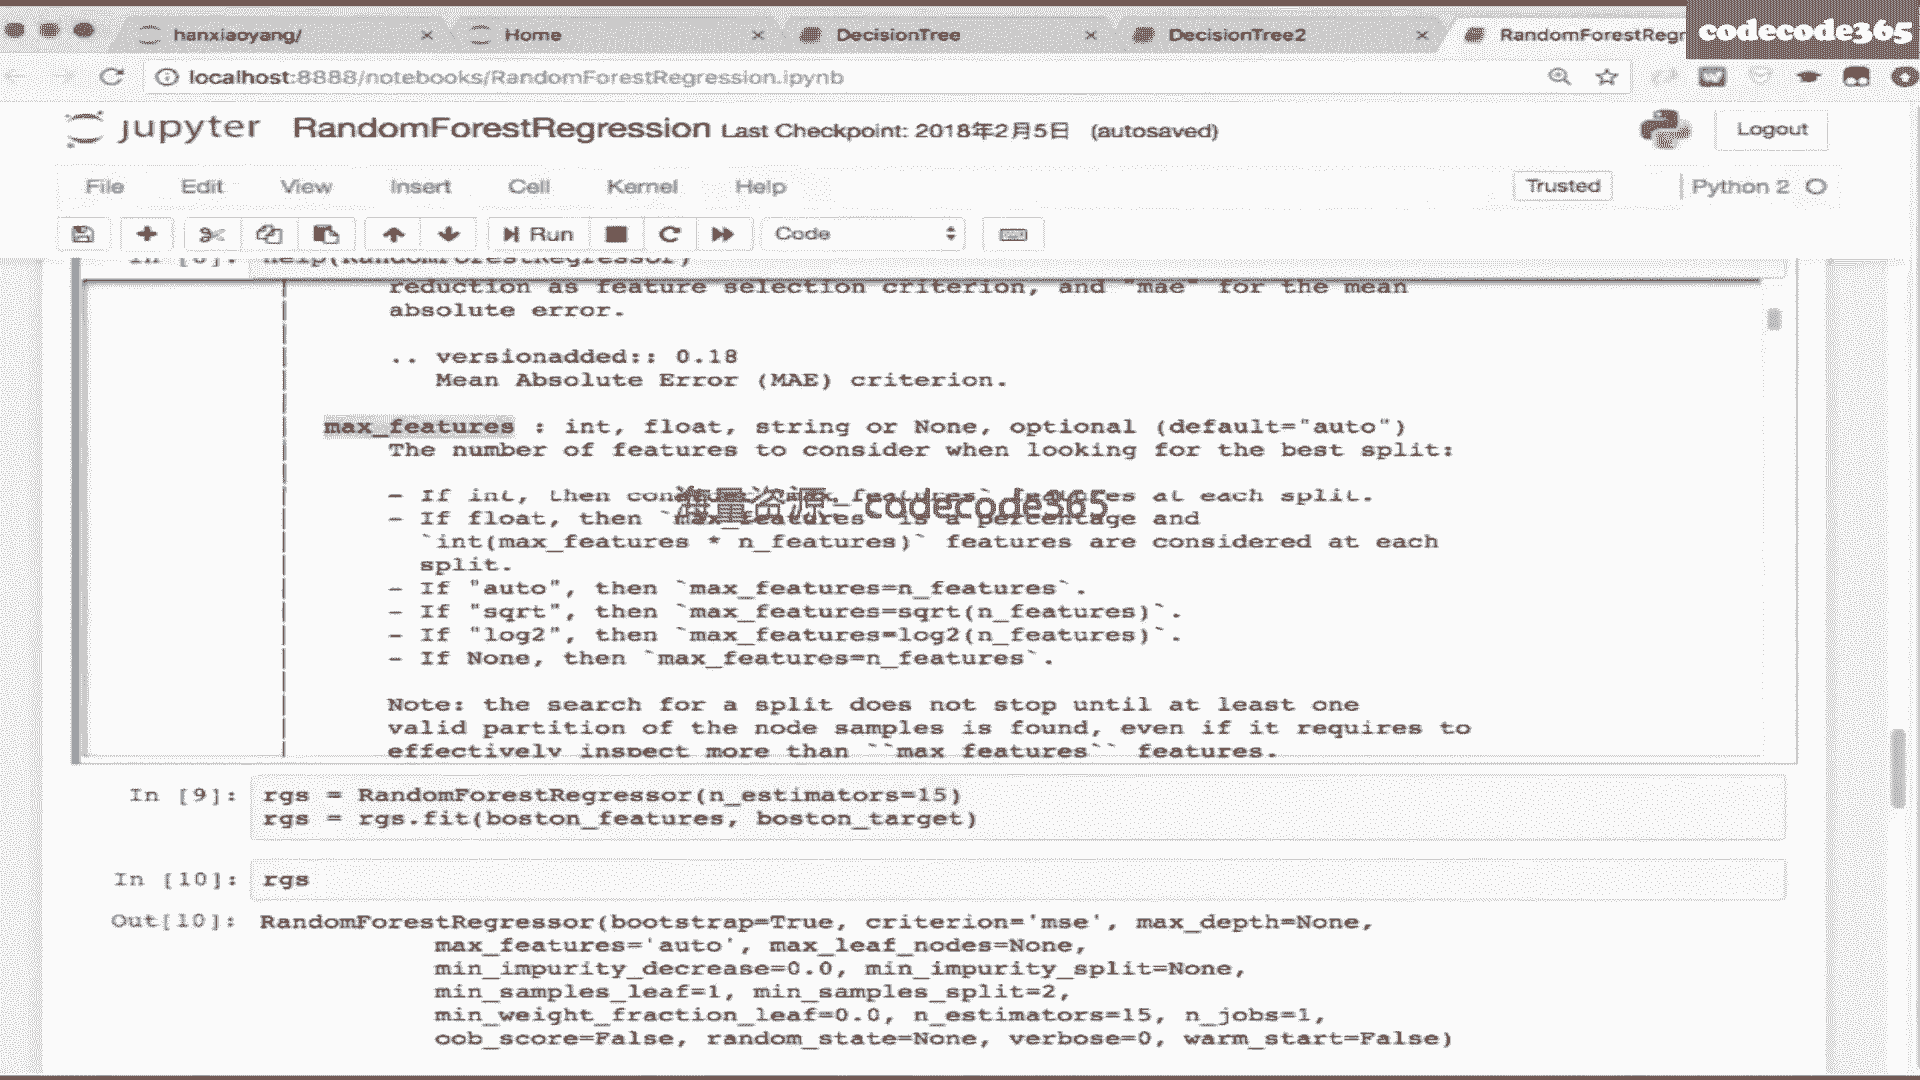 codecode365
hanxiaoyang/
Home
DecisionTree
DecisionTree2
RandomForestRegr
localhost:8888/notebooks/RandomForestRegression.ipynb
jupyter RandomForestRegression Last Checkpoint: 2018年2月5日 (autosaved)
Logout
File Edit View Insert Cell Kernel Help
Trusted
Python 2
Run
Code
help(RandomForestRegressor)
reduction as feature selection criterion, and "mae" for the mean
absolute error.
.. versionadded:: 0.18
Mean Absolute Error (MAE) criterion.
max_features : int, float, string or None, optional (default="auto")
The number of features to consider when looking for the best split:
- If int, then consider `max_features` features at each split.
海量资源 - codecode365
- If float, then `max_features` is a percentage and
`int(max_features * n_features)` features are considered at each
split.
- If "auto", then `max_features=n_features`.
- If "sqrt", then `max_features=sqrt(n_features)`.
- If "log2", then `max_features=log2(n_features)`.
- If None, then `max_features=n_features`.
Note: the search for a split does not stop until at least one
valid partition of the node samples is found, even if it requires to
effectively inspect more than ``max_features`` features.
In [9]: rgs = RandomForestRegressor(n_estimators=15)
rgs = rgs.fit(boston_features, boston_target)
In [10]: rgs
Out[10]: RandomForestRegressor(bootstrap=True, criterion='mse', max_depth=None,
max_features='auto', max_leaf_nodes=None,
min_impurity_decrease=0.0, min_impurity_split=None,
min_samples_leaf=1, min_samples_split=2,
min_weight_fraction_leaf=0.0, n_estimators=15, n_jobs=1,
oob_score=False, random_state=None, verbose=0, warm_start=False)